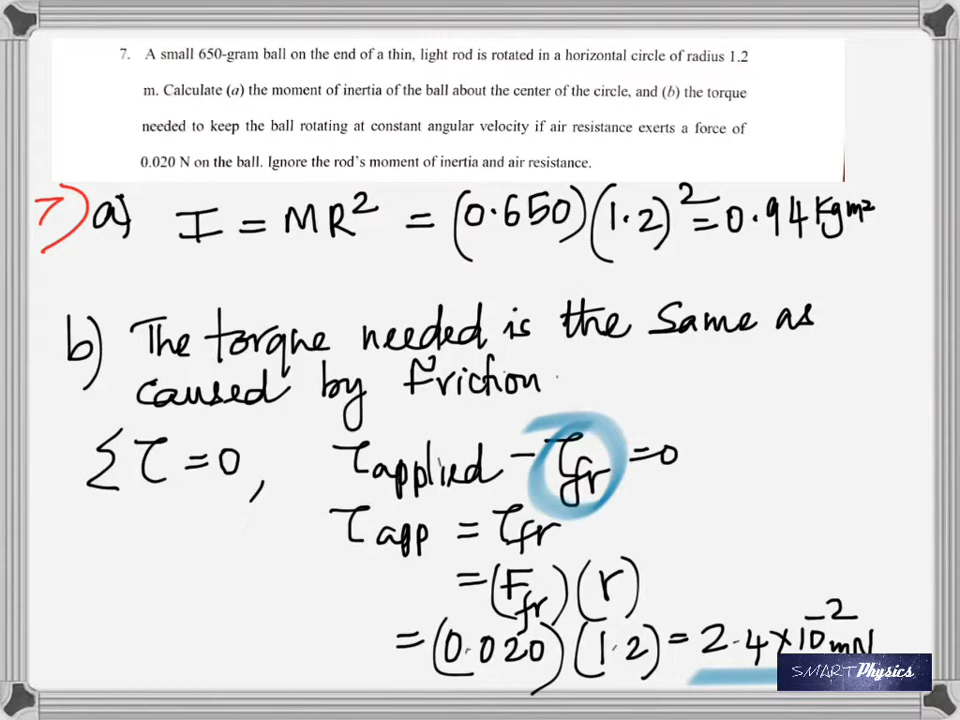 7. A small 650-gram ball on the end of a thin, light rod is rotated in a horizontal circle of radius 1.2
m. Calculate (a) the moment of inertia of the ball about the center of the circle, and (b) the torque
needed to keep the ball rotating at constant angular velocity if air resistance exerts a force of
0.020 N on the ball. Ignore the rod's moment of inertia and air resistance.
7) a) I = MR² = (0.650)(1.2)² = 0.94 Kgm²
b) The torque needed is the same as
caused by friction
Στ = 0, τapplied - τfr = 0
τapp = τfr
= (Ffr)(r)
= (0.020)(1.2) = 2.4 × 10⁻² mN
SMART Physics